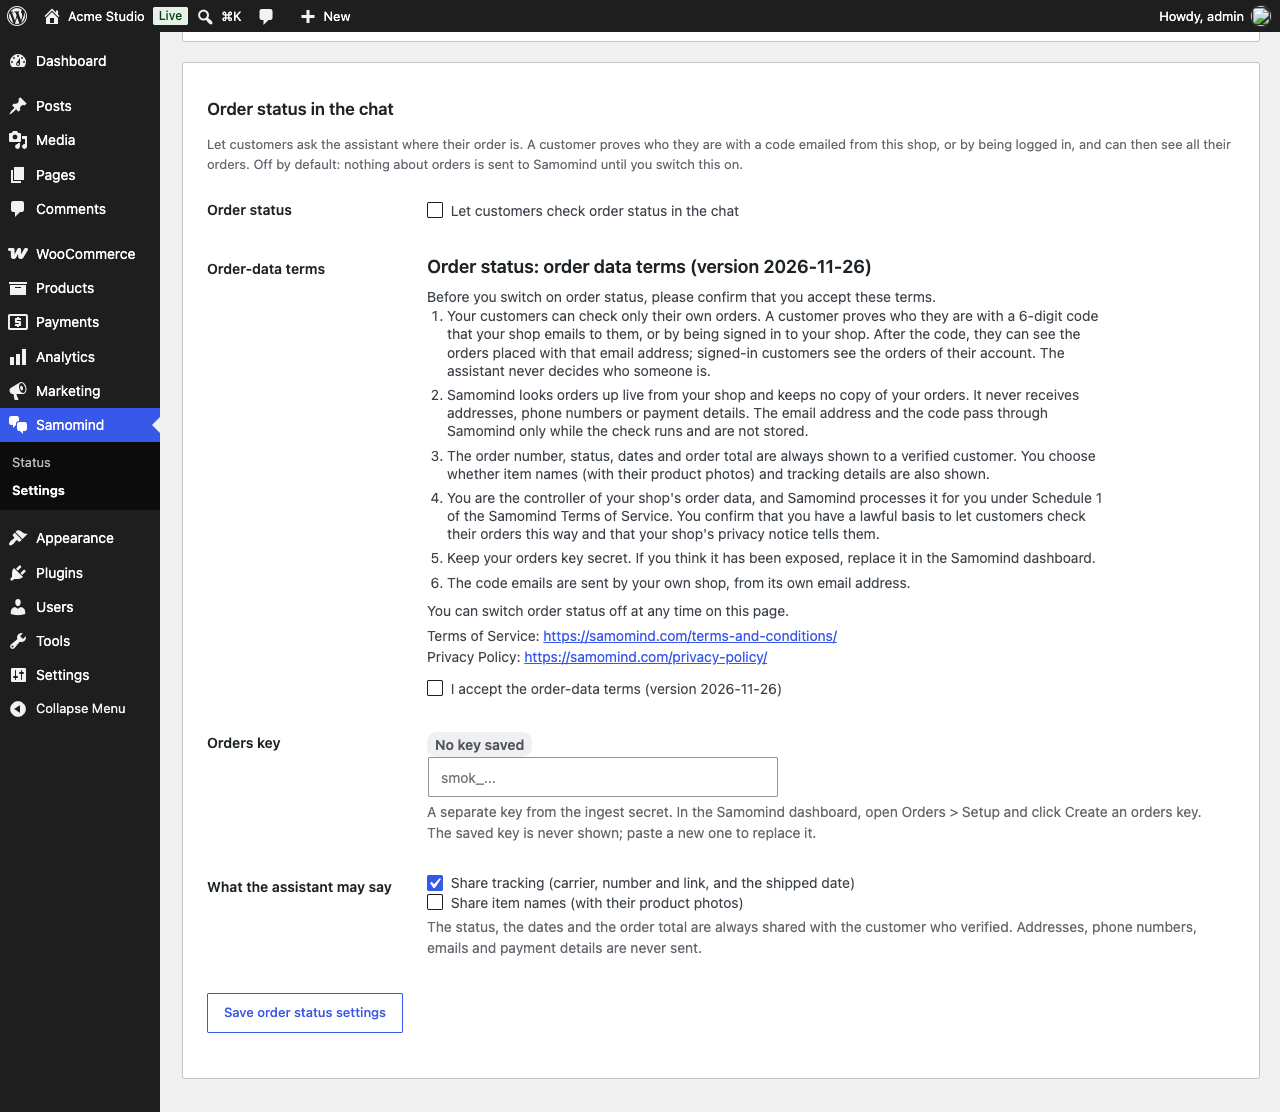 Acme Studio
Live
⌘K
New
Howdy, admin
Dashboard
Posts
Media
Pages
Comments
WooCommerce
Products
Payments
Analytics
Marketing
Samomind
Status
Settings
Appearance
Plugins
Users
Tools
Settings
Collapse Menu
Order status in the chat
Let customers ask the assistant where their order is. A customer proves who they are with a code emailed from this shop, or by being logged in, and can then see all their
orders. Off by default: nothing about orders is sent to Samomind until you switch this on.
Order status
Let customers check order status in the chat
Order-data terms
Order status: order data terms (version 2026-11-26)
Before you switch on order status, please confirm that you accept these terms.
1. Your customers can check only their own orders. A customer proves who they are with a 6-digit code
that your shop emails to them, or by being signed in to your shop. After the code, they can see the
orders placed with that email address; signed-in customers see the orders of their account. The
assistant never decides who someone is.
2. Samomind looks orders up live from your shop and keeps no copy of your orders. It never receives
addresses, phone numbers or payment details. The email address and the code pass through
Samomind only while the check runs and are not stored.
3. The order number, status, dates and order total are always shown to a verified customer. You choose
whether item names (with their product photos) and tracking details are also shown.
4. You are the controller of your shop's order data, and Samomind processes it for you under Schedule 1
of the Samomind Terms of Service. You confirm that you have a lawful basis to let customers check
their orders this way and that your shop's privacy notice tells them.
5. Keep your orders key secret. If you think it has been exposed, replace it in the Samomind dashboard.
6. The code emails are sent by your own shop, from its own email address.
You can switch order status off at any time on this page.
Terms of Service: https://samomind.com/terms-and-conditions/
Privacy Policy: https://samomind.com/privacy-policy/
I accept the order-data terms (version 2026-11-26)
Orders key
No key saved
smok_...
A separate key from the ingest secret. In the Samomind dashboard, open Orders > Setup and click Create an orders key.
The saved key is never shown; paste a new one to replace it.
What the assistant may say
Share tracking (carrier, number and link, and the shipped date)
Share item names (with their product photos)
The status, the dates and the order total are always shared with the customer who verified. Addresses, phone numbers,
emails and payment details are never sent.
Save order status settings